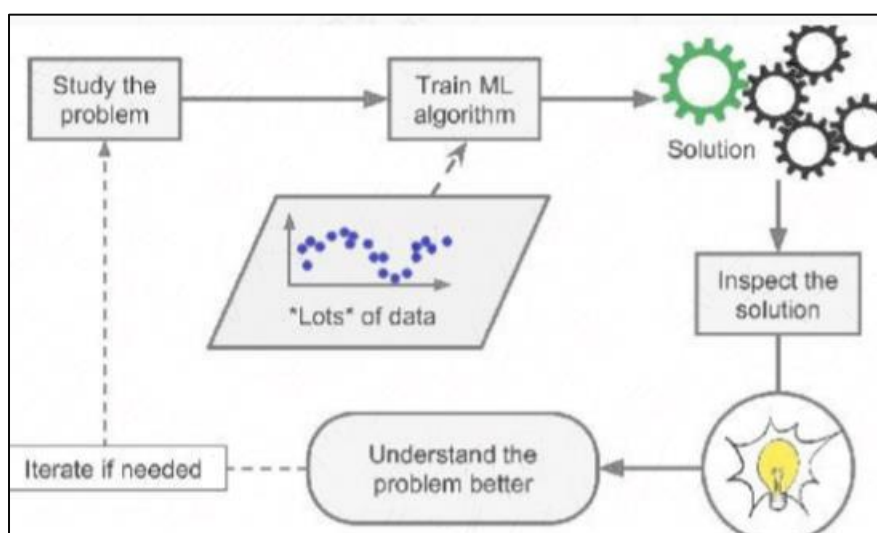 Study the
problem
Train ML
algorithm
Solution
*Lots* of data
Inspect the
solution
Understand the
problem better
Iterate if needed